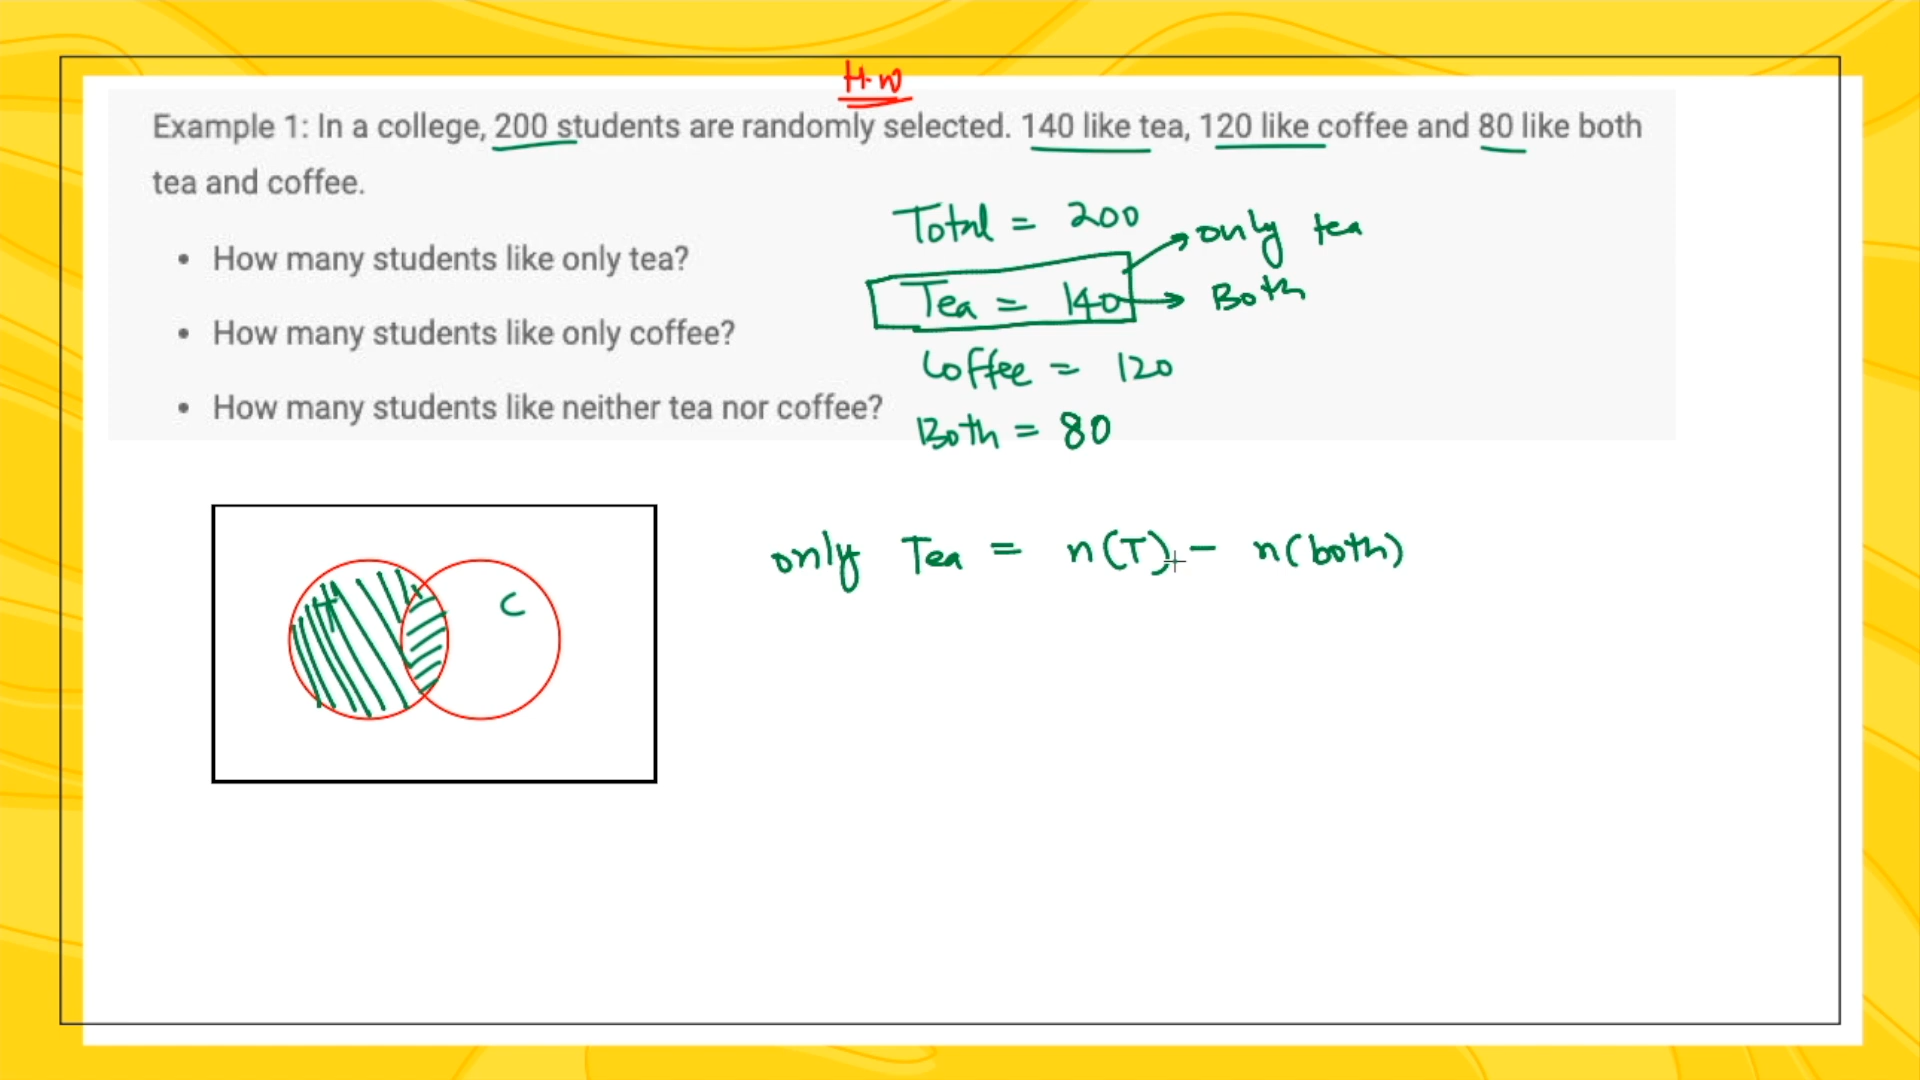 H.W
Example 1: In a college, 200 students are randomly selected. 140 like tea, 120 like coffee and 80 like both
tea and coffee.
• How many students like only tea?
• How many students like only coffee?
• How many students like neither tea nor coffee?
Total = 200
Tea = 140
only tea
Both
Coffee = 120
Both = 80
T
C
only Tea = n(T) - n(both)